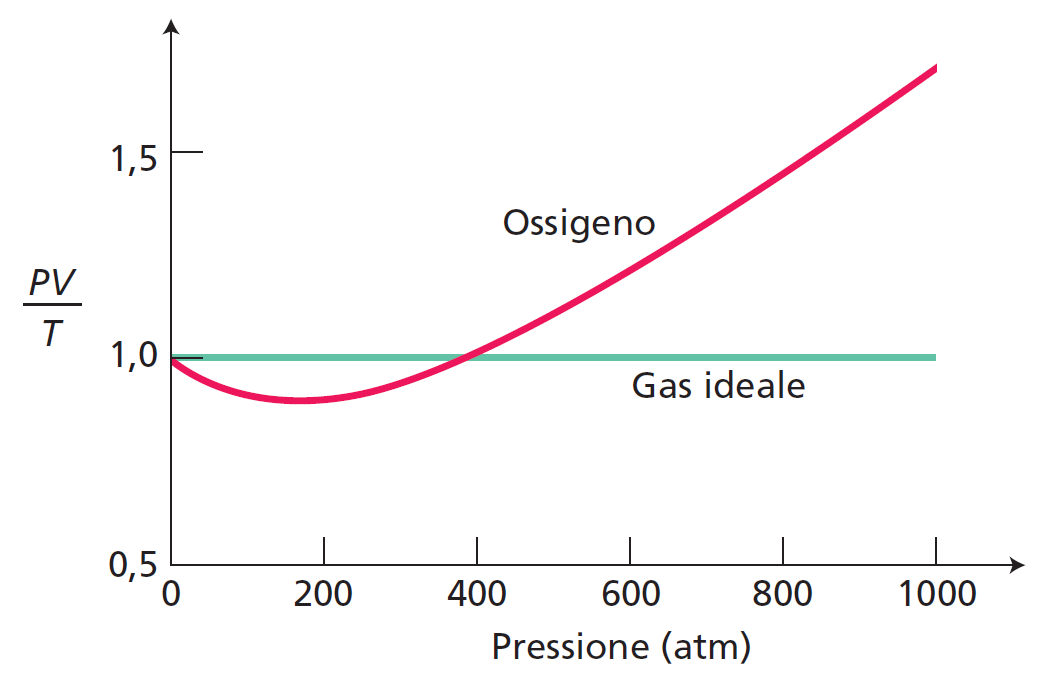 1,5
Ossigeno
PV
T
1,0
Gas ideale
0,5
0 200 400 600 800 1000
Pressione (atm)